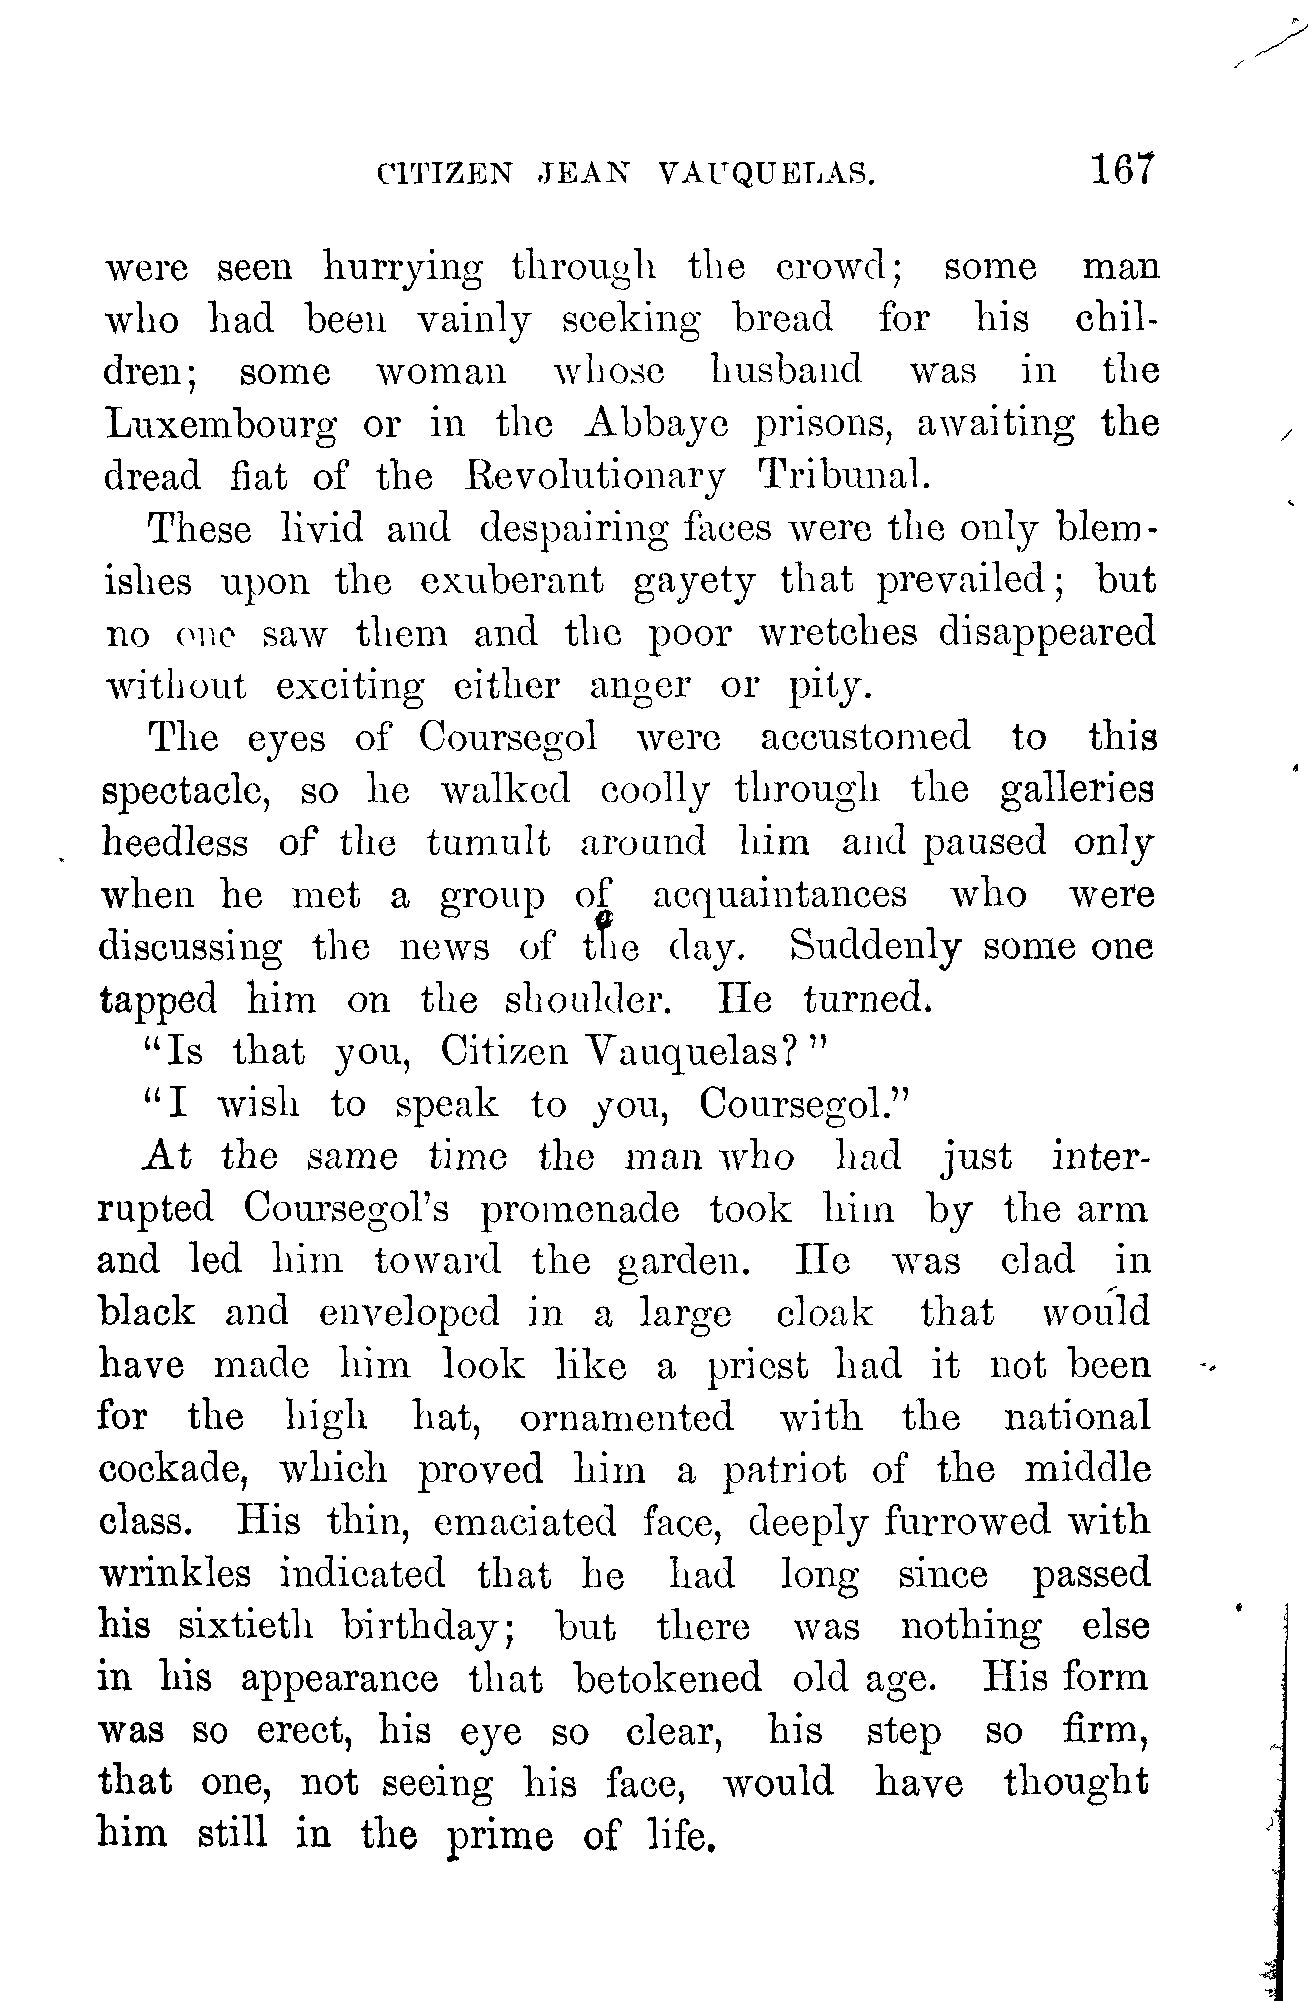 CITIZEN JEAN VAUQUELAS. 167
were seen hurrying through the crowd; some man
who had been vainly seeking bread for his chil-
dren; some woman whose husband was in the
Luxembourg or in the Abbaye prisons, awaiting the
dread fiat of the Revolutionary Tribunal.
These livid and despairing faces were the only blem-
ishes upon the exuberant gayety that prevailed; but
no one saw them and the poor wretches disappeared
without exciting either anger or pity.
The eyes of Coursegol were accustomed to this
spectacle, so he walked coolly through the galleries
heedless of the tumult around him and paused only
when he met a group of acquaintances who were
discussing the news of the day. Suddenly some one
tapped him on the shoulder. He turned.
"Is that you, Citizen Vauquelas?"
"I wish to speak to you, Coursegol."
At the same time the man who had just inter-
rupted Coursegol's promenade took him by the arm
and led him toward the garden. He was clad in
black and enveloped in a large cloak that would
have made him look like a priest had it not been
for the high hat, ornamented with the national
cockade, which proved him a patriot of the middle
class. His thin, emaciated face, deeply furrowed with
wrinkles indicated that he had long since passed
his sixtieth birthday; but there was nothing else
in his appearance that betokened old age. His form
was so erect, his eye so clear, his step so firm,
that one, not seeing his face, would have thought
him still in the prime of life.